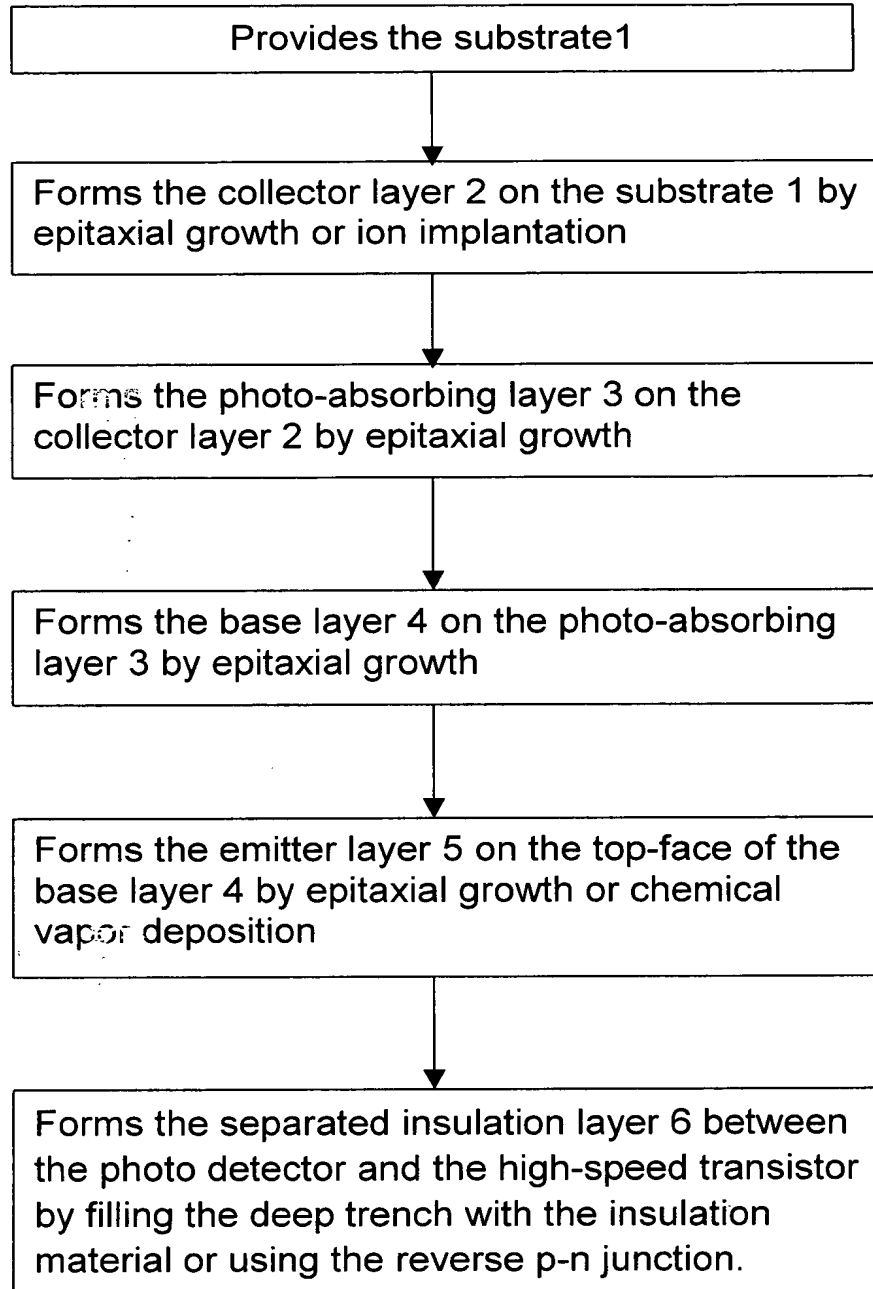 Provides the substrate1
Forms the collector layer 2 on the substrate 1 by
epitaxial growth or ion implantation
Forms the photo-absorbing layer 3 on the
collector layer 2 by epitaxial growth
Forms the base layer 4 on the photo-absorbing
layer 3 by epitaxial growth
Forms the emitter layer 5 on the top-face of the
base layer 4 by epitaxial growth or chemical
vapor deposition
Forms the separated insulation layer 6 between
the photo detector and the high-speed transistor
by filling the deep trench with the insulation
material or using the reverse p-n junction.